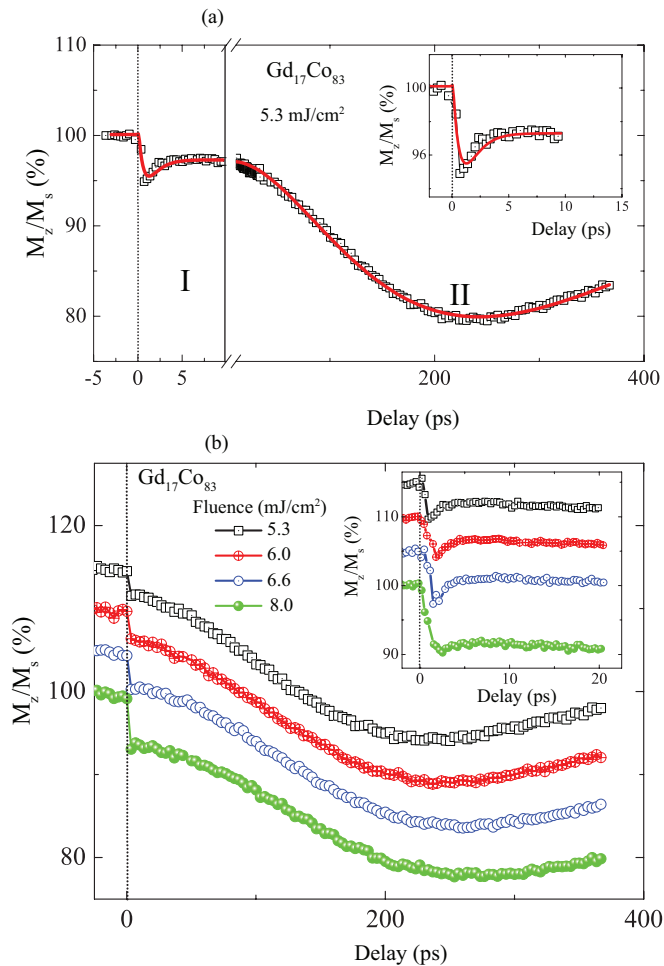 (a)
Gd17Co83
5.3 mJ/cm2
I
II
Mz/Ms (%)
110
100
90
80
-5 0 5 200 400
Delay (ps)
Mz/Ms (%)
100
96
0 5 10 15
Delay (ps)
(b)
Gd17Co83
Fluence (mJ/cm2)
5.3
6.0
6.6
8.0
Mz/Ms (%)
120
100
80
0 200 400
Delay (ps)
Mz/Ms (%)
110
100
90
0 10 20
Delay (ps)